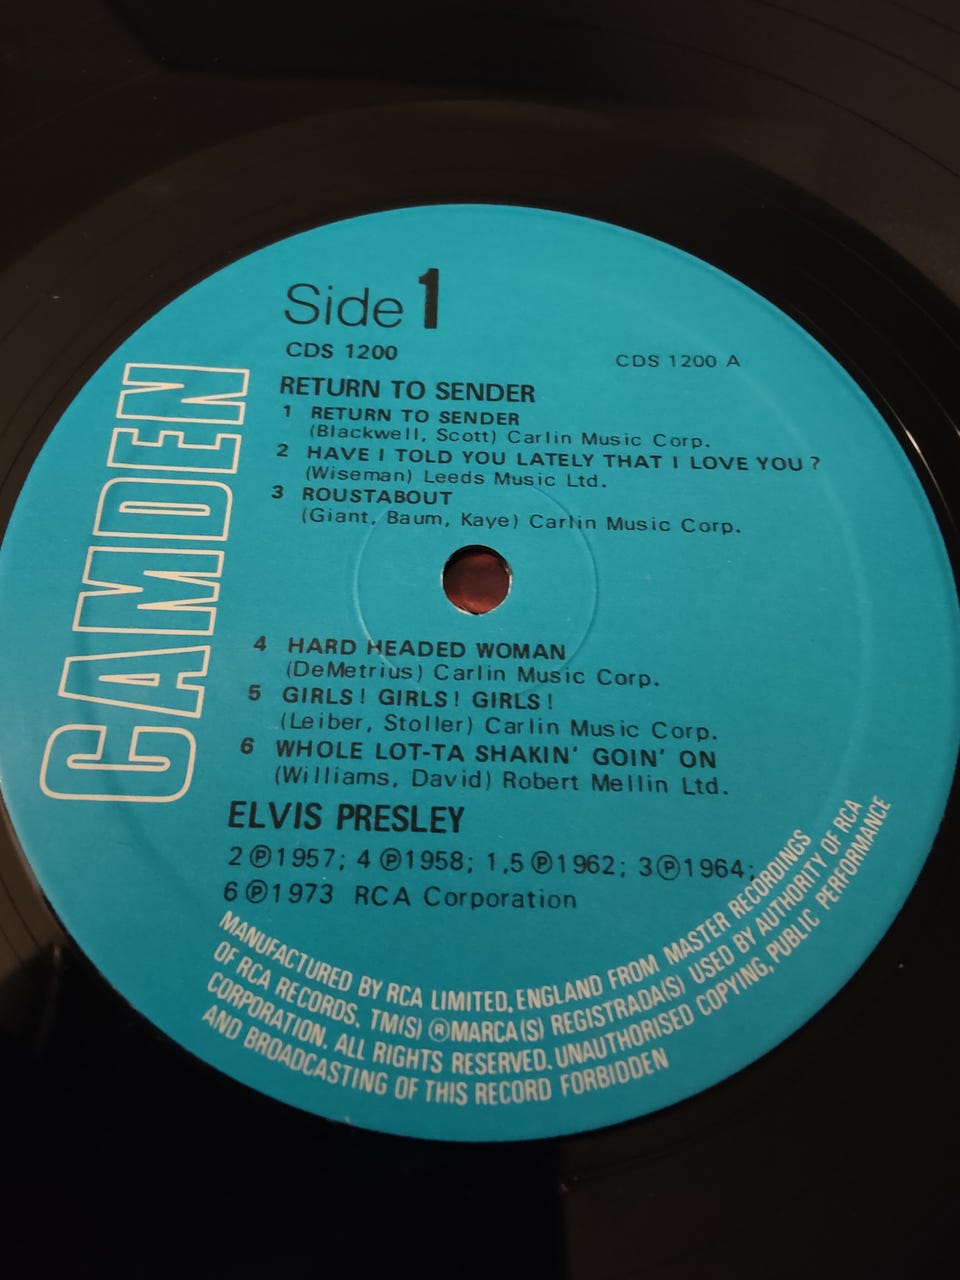 Side 1
CDS 1200
CDS 1200 A
CAMDEN
RETURN TO SENDER
1 RETURN TO SENDER
(Blackwell, Scott) Carlin Music Corp.
2 HAVE I TOLD YOU LATELY THAT I LOVE YOU ?
(Wiseman) Leeds Music Ltd.
3 ROUSTABOUT
(Giant, Baum, Kaye) Carlin Music Corp.
4 HARD HEADED WOMAN
(DeMetrius) Carlin Music Corp.
5 GIRLS ! GIRLS ! GIRLS !
(Leiber, Stoller) Carlin Music Corp.
6 WHOLE LOT-TA SHAKIN' GOIN' ON
(Williams, David) Robert Mellin Ltd.
ELVIS PRESLEY
2 ℗ 1957; 4 ℗ 1958; 1,5 ℗ 1962; 3 ℗ 1964;
6 ℗ 1973 RCA Corporation
MANUFACTURED BY RCA LIMITED, ENGLAND FROM MASTER RECORDINGS
OF RCA RECORDS. TM(S) ® MARCA(S) REGISTRADA(S) USED BY AUTHORITY OF RCA
CORPORATION. ALL RIGHTS RESERVED. UNAUTHORISED COPYING, PUBLIC PERFORMANCE
AND BROADCASTING OF THIS RECORD FORBIDDEN